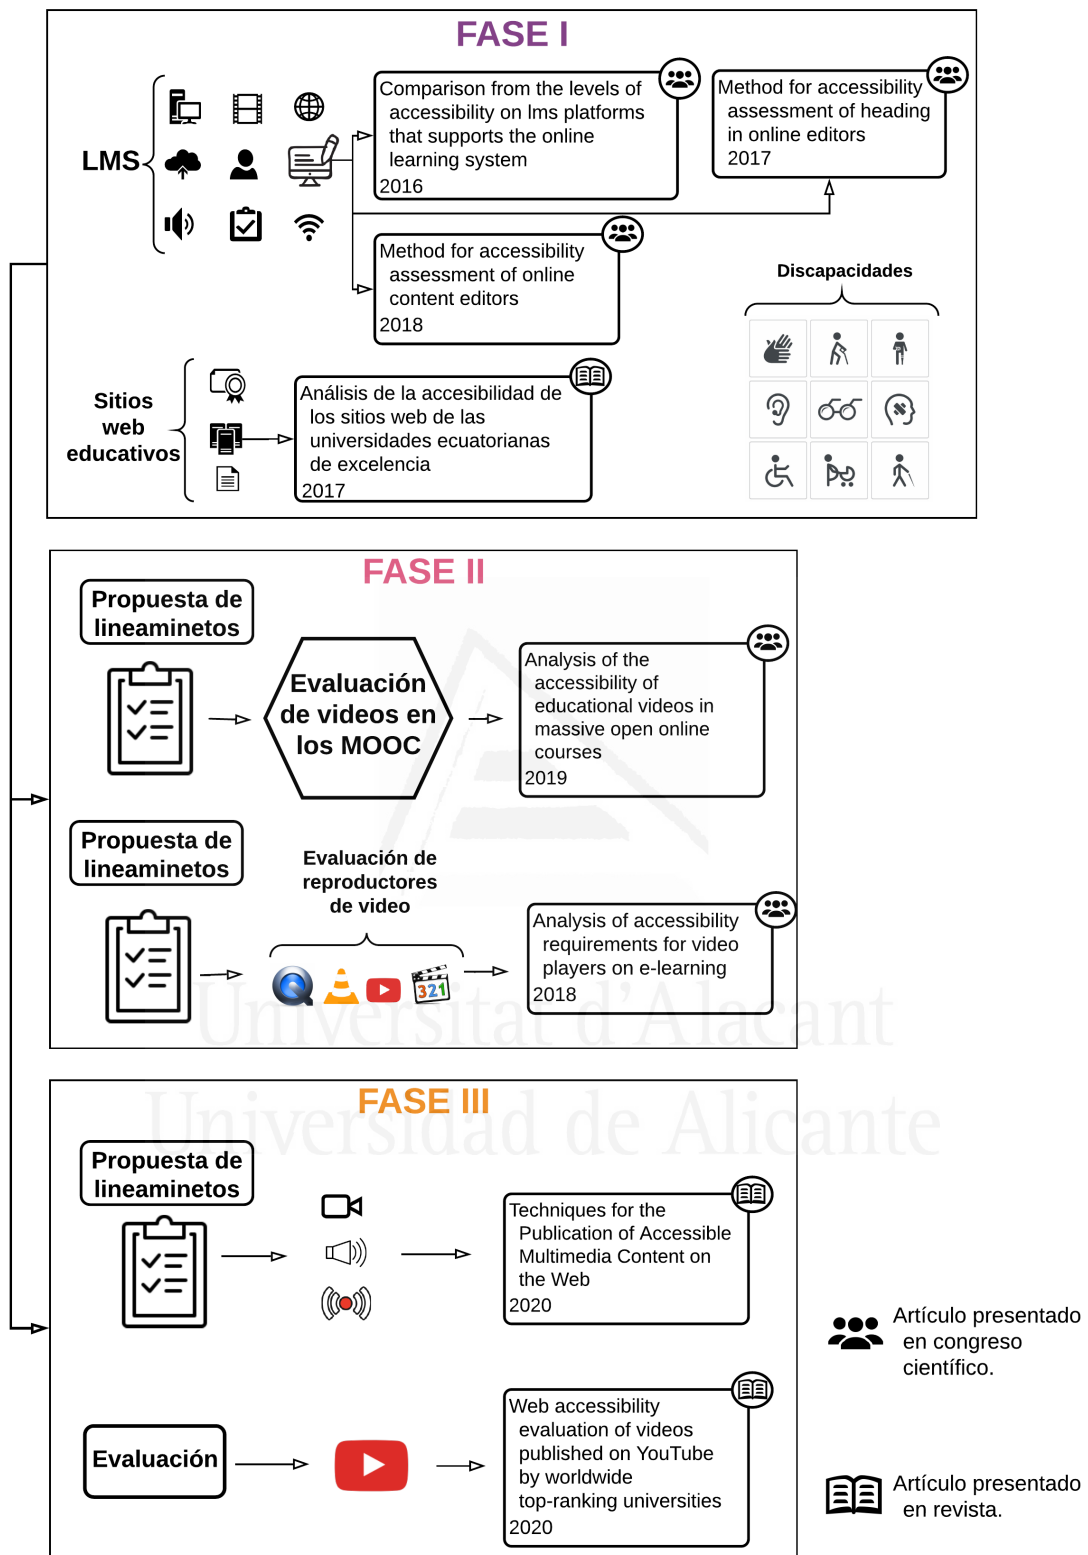 FASE I
LMS
Comparison from the levels of
accessibility on lms platforms
that supports the online
learning system
2016
Method for accessibility
assessment of heading
in online editors
2017
Method for accessibility
assessment of online
content editors
2018
Discapacidades
Sitios
web
educativos
Análisis de la accesibilidad de
los sitios web de las
universidades ecuatorianas
de excelencia
2017
FASE II
Propuesta de
lineaminetos
Evaluación
de videos en
los MOOC
Analysis of the
accessibility of
educational videos in
massive open online
courses
2019
Propuesta de
lineaminetos
Evaluación de
reproductores
de video
321
Analysis of accessibility
requirements for video
players on e-learning
2018
Universitat d'Alacant
Universidad de Alicante
FASE III
Propuesta de
lineaminetos
Techniques for the
Publication of Accessible
Multimedia Content on
the Web
2020
Evaluación
Web accessibility
evaluation of videos
published on YouTube
by worldwide
top-ranking universities
2020
Artículo presentado
en congreso
científico.
Artículo presentado
en revista.